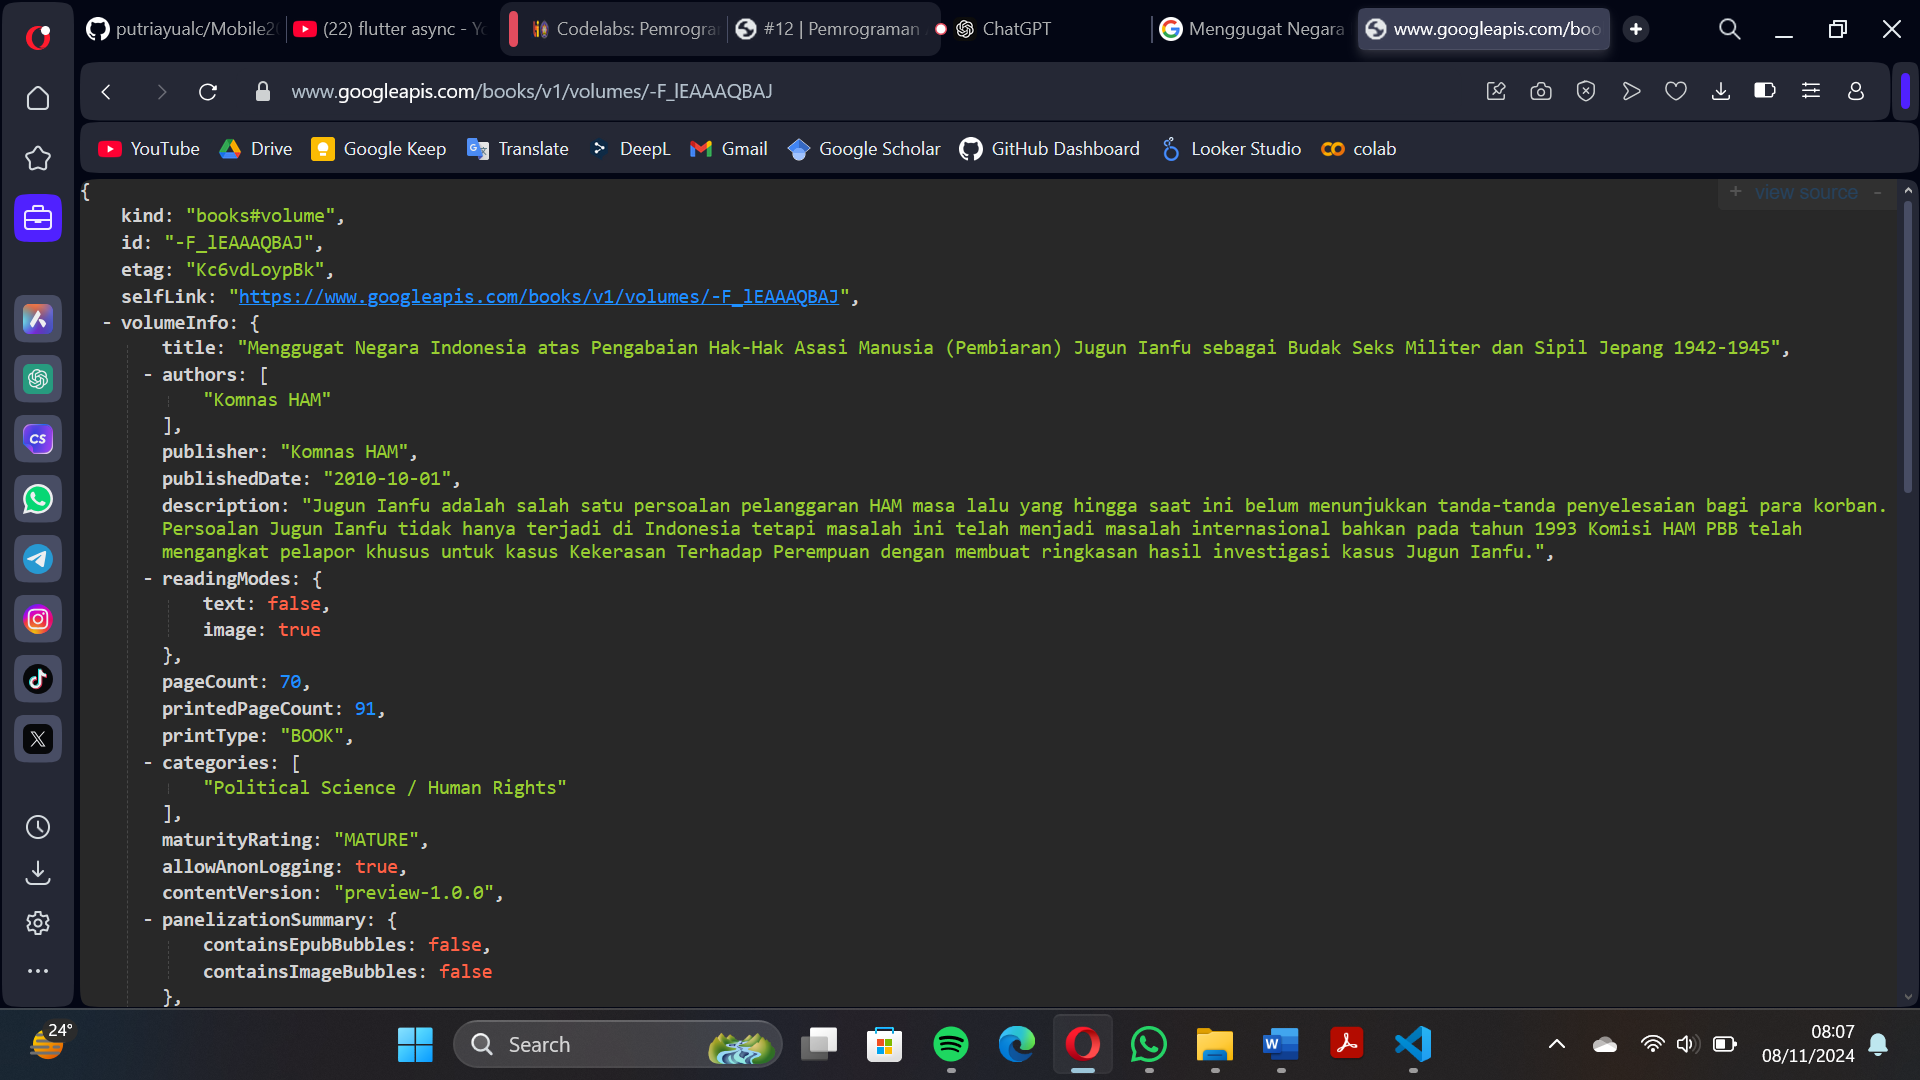 putriayualc/Mobile20
(22) flutter async - Yo
Codelabs: Pemrogra
#12 | Pemrograman
ChatGPT
Menggugat Negara
www.googleapis.com/boo
www.googleapis.com/books/v1/volumes/-F_lEAAAQBAJ
YouTube
Drive
Google Keep
Translate
DeepL
Gmail
Google Scholar
GitHub Dashboard
Looker Studio
colab
+ view source -
{
kind: "books#volume",
id: "-F_lEAAAQBAJ",
etag: "Kc6vdLoypBk",
selfLink: "https://www.googleapis.com/books/v1/volumes/-F_lEAAAQBAJ",
- volumeInfo: {
title: "Menggugat Negara Indonesia atas Pengabaian Hak-Hak Asasi Manusia (Pembiaran) Jugun Ianfu sebagai Budak Seks Militer dan Sipil Jepang 1942-1945",
- authors: [
"Komnas HAM"
],
publisher: "Komnas HAM",
publishedDate: "2010-10-01",
description: "Jugun Ianfu adalah salah satu persoalan pelanggaran HAM masa lalu yang hingga saat ini belum menunjukkan tanda-tanda penyelesaian bagi para korban.
Persoalan Jugun Ianfu tidak hanya terjadi di Indonesia tetapi masalah ini telah menjadi masalah internasional bahkan pada tahun 1993 Komisi HAM PBB telah
mengangkat pelapor khusus untuk kasus Kekerasan Terhadap Perempuan dengan membuat ringkasan hasil investigasi kasus Jugun Ianfu.",
- readingModes: {
text: false,
image: true
},
pageCount: 70,
printedPageCount: 91,
printType: "BOOK",
- categories: [
"Political Science / Human Rights"
],
maturityRating: "MATURE",
allowAnonLogging: true,
contentVersion: "preview-1.0.0",
- panelizationSummary: {
containsEpubBubbles: false,
containsImageBubbles: false
},
24°
Search
08:07
08/11/2024